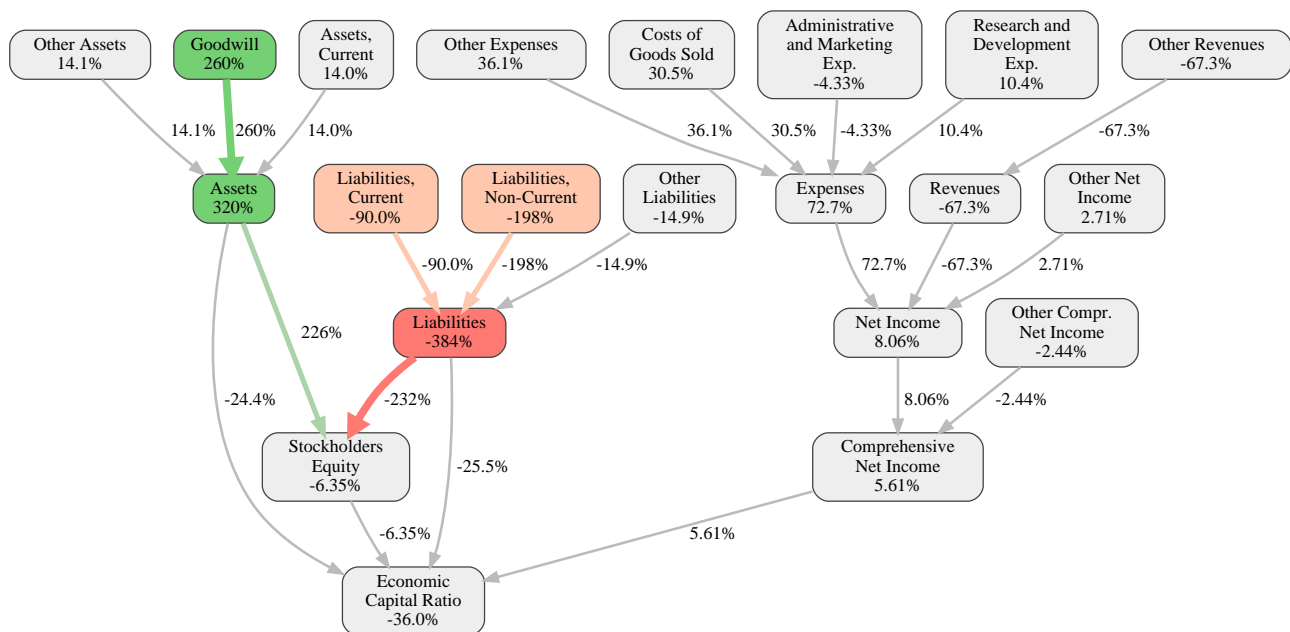 Other Assets
14.1%
Goodwill
260%
Assets,
Current
14.0%
Other Expenses
36.1%
Costs of
Goods Sold
30.5%
Administrative
and Marketing
Exp.
-4.33%
Research and
Development
Exp.
10.4%
Other Revenues
-67.3%
14.1%
260%
14.0%
36.1%
30.5%
-4.33%
10.4%
-67.3%
Assets
320%
Liabilities,
Current
-90.0%
Liabilities,
Non-Current
-198%
Other
Liabilities
-14.9%
Expenses
72.7%
Revenues
-67.3%
Other Net
Income
2.71%
-90.0%
-198%
-14.9%
72.7%
-67.3%
2.71%
226%
Liabilities
-384%
Net Income
8.06%
Other Compr.
Net Income
-2.44%
-24.4%
-232%
8.06%
-2.44%
Stockholders
Equity
-6.35%
-25.5%
Comprehensive
Net Income
5.61%
-6.35%
5.61%
Economic
Capital Ratio
-36.0%